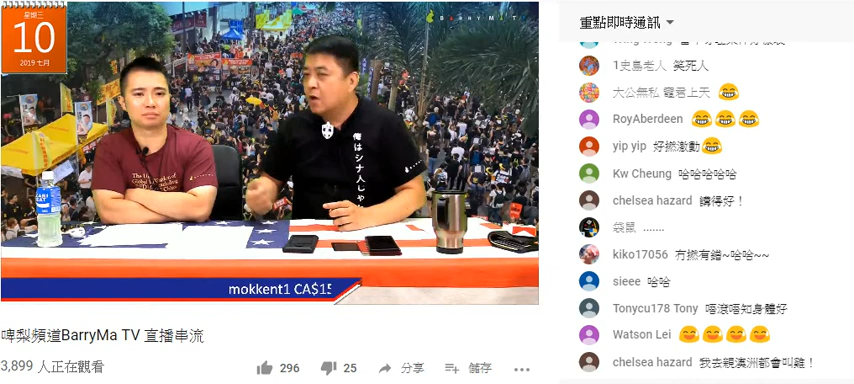 星期三
10
2019 七月
BARRYMA T
俺はシナ人じゃ
mokkent1 CA$15
啤梨頻道BarryMa TV 直播串流
3,899 人正在觀看
296
25
分享
儲存
重點即時通訊
1史島老人 笑死人
大公無私 竈君上天 😂
RoyAberdeen 😂😂😂
yip yip 好撚激動 😂
Kw Cheung 哈哈哈哈哈
chelsea hazard 講得好！
袋鼠 .......
kiko17056 冇撚有緒~哈哈~~
sieee 哈哈
Tonycu178 Tony 唔滾唔知身體好
Watson Lei 😆😆😆😆
chelsea hazard 我去親澳洲都會叫雞！